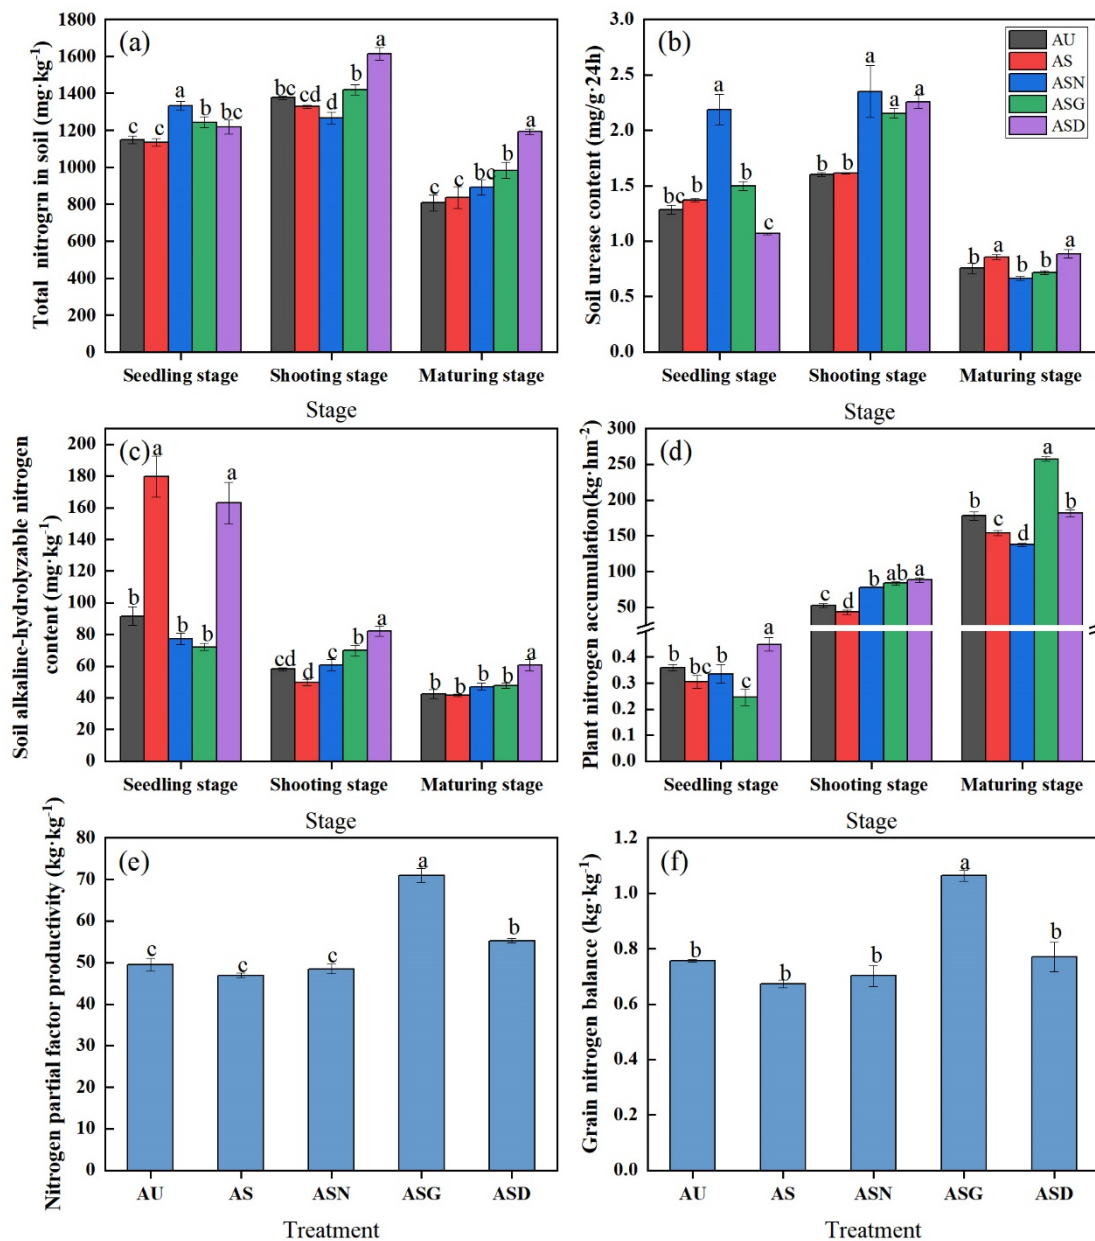 (a)
Total nitrogrn in soil (mg·kg⁻¹)
1800
1600
1400
1200
1000
800
600
400
200
0
c c a b bc
bc cd d b a
c c bc b a
Seedling stage Shooting stage Maturing stage
Stage
(b)
Soil urease content (mg/g·24h)
3.0
2.5
2.0
1.5
1.0
0.5
0.0
AU
AS
ASN
ASG
ASD
bc b a b c
b b a a a
b a b b a
Seedling stage Shooting stage Maturing stage
Stage
(c)
Soil alkaline-hydrolyzable nitrogen
content (mg·kg⁻¹)
200
180
160
140
120
100
80
60
40
20
0
b a b b a
cd d c b a
b b b b a
Seedling stage Shooting stage Maturing stage
Stage
(d)
Plant nitrogen accumulation(kg·hm⁻²)
300
250
200
150
100
50
0.4
0.3
0.2
0.1
0.0
b bc b c a
c d b ab a
b c d a b
Seedling stage Shooting stage Maturing stage
Stage
(e)
Nitrogen partial factor productivity (kg·kg⁻¹)
80
70
60
50
40
30
20
10
0
c c c a b
AU AS ASN ASG ASD
Treatment
(f)
Grain nitrogen balance (kg·kg⁻¹)
1.2
1.0
0.8
0.6
0.4
0.2
0.0
b b b a b
AU AS ASN ASG ASD
Treatment